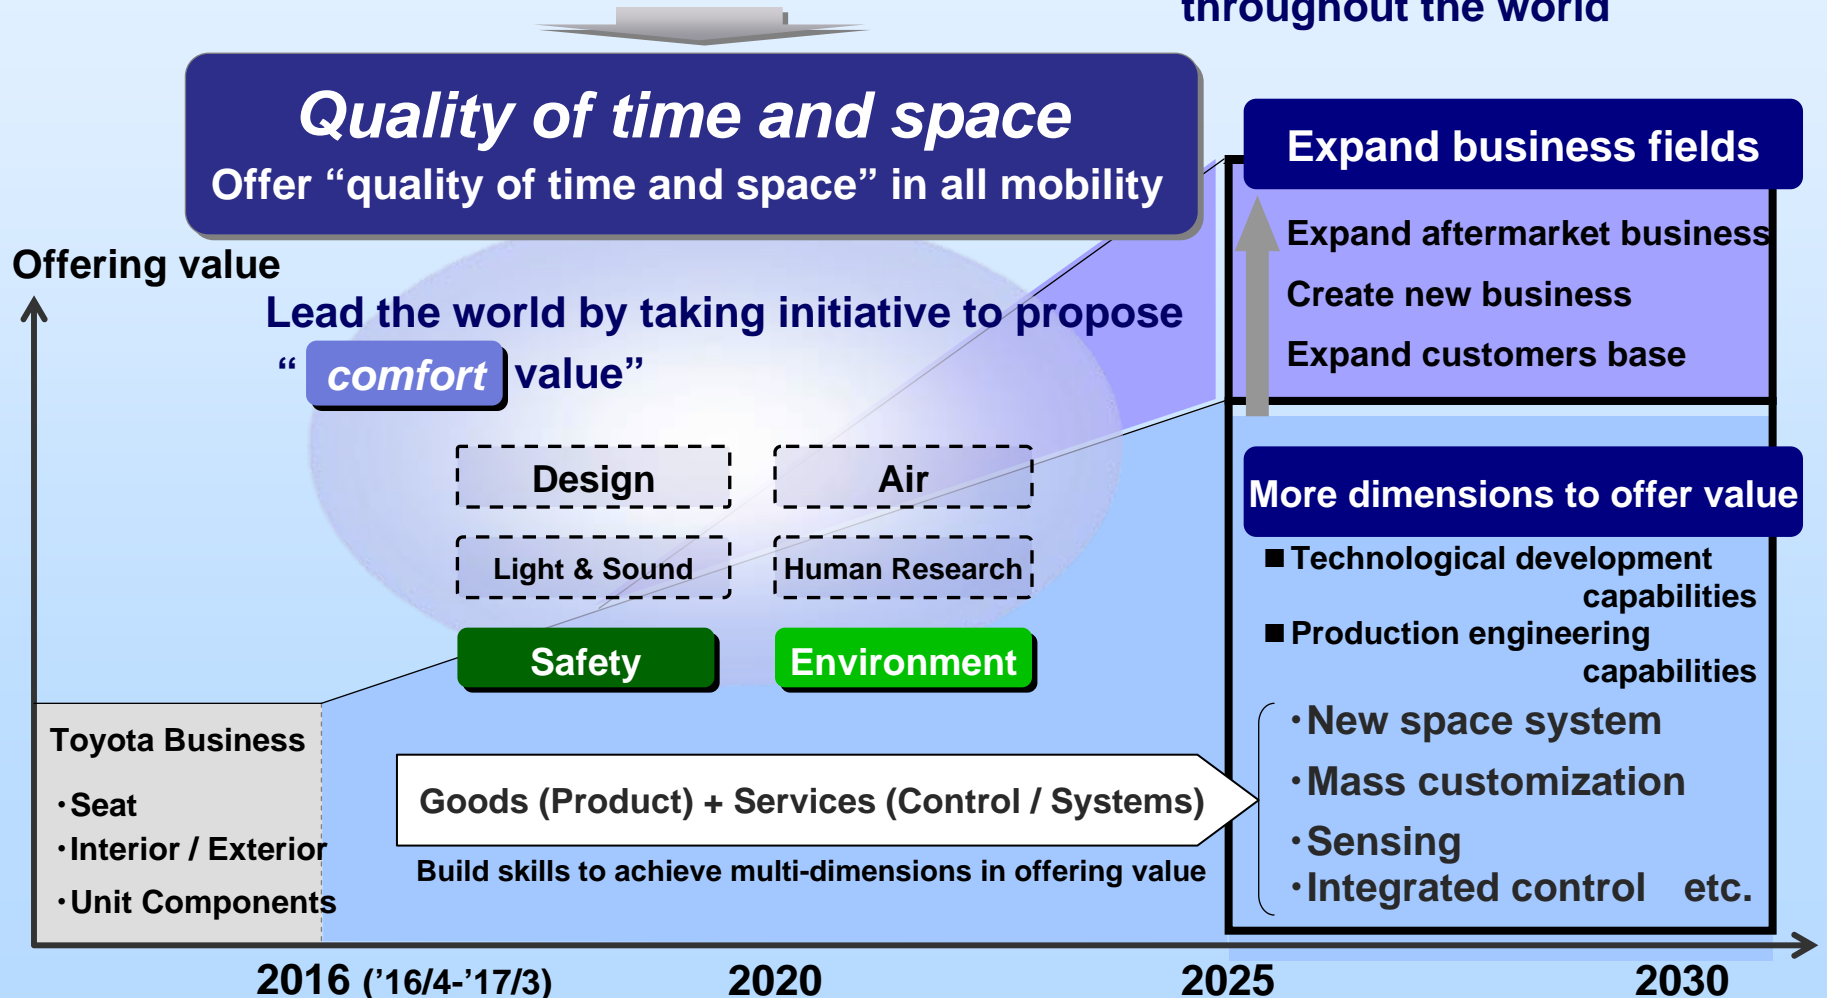 throughout the world
Quality of time and space
Offer “quality of time and space” in all mobility
Expand business fields
Expand aftermarket business
Create new business
Expand customers base
Offering value
Lead the world by taking initiative to propose
“ comfort value”
Design
Air
Light & Sound
Human Research
Safety
Environment
More dimensions to offer value
■Technological development
capabilities
■Production engineering
capabilities
・New space system
・Mass customization
・Sensing
・Integrated control etc.
Toyota Business
・Seat
・Interior / Exterior
・Unit Components
Goods (Product) + Services (Control / Systems)
Build skills to achieve multi-dimensions in offering value
2016 (’16/4-’17/3)
2020
2025
2030